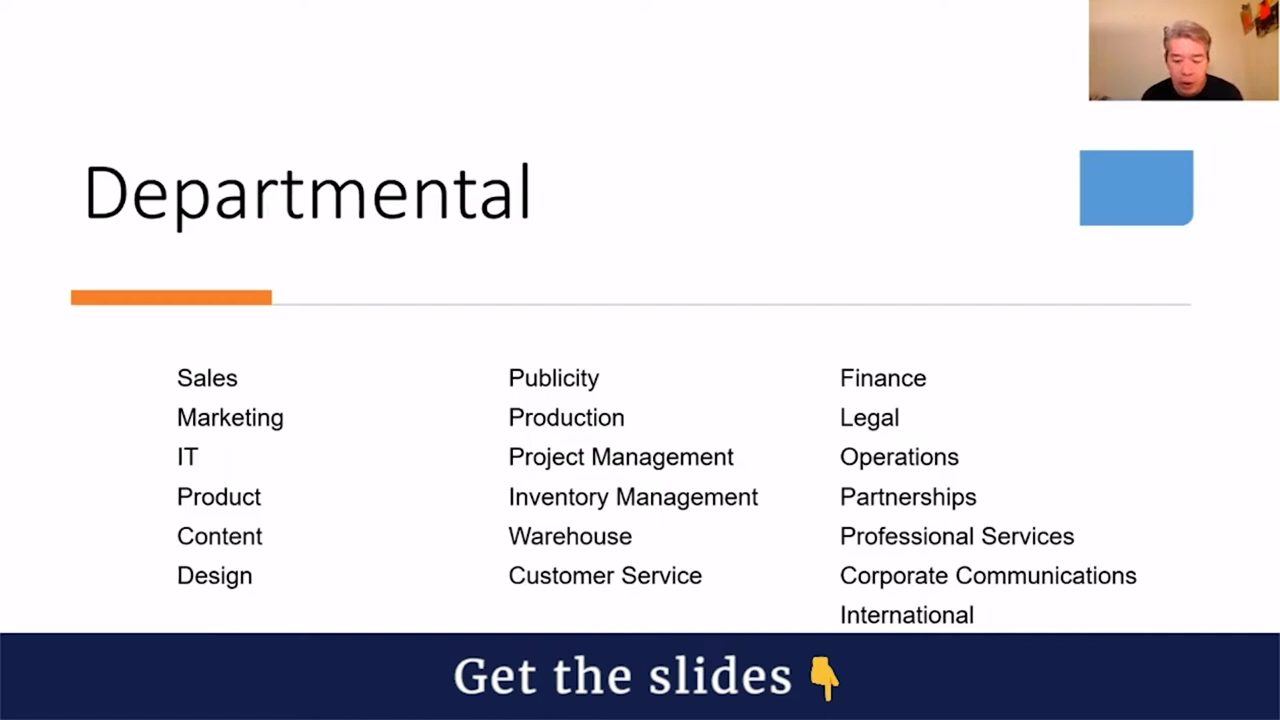 Departmental
Sales
Marketing
IT
Product
Content
Design
Publicity
Production
Project Management
Inventory Management
Warehouse
Customer Service
Finance
Legal
Operations
Partnerships
Professional Services
Corporate Communications
International
Get the slides 👇